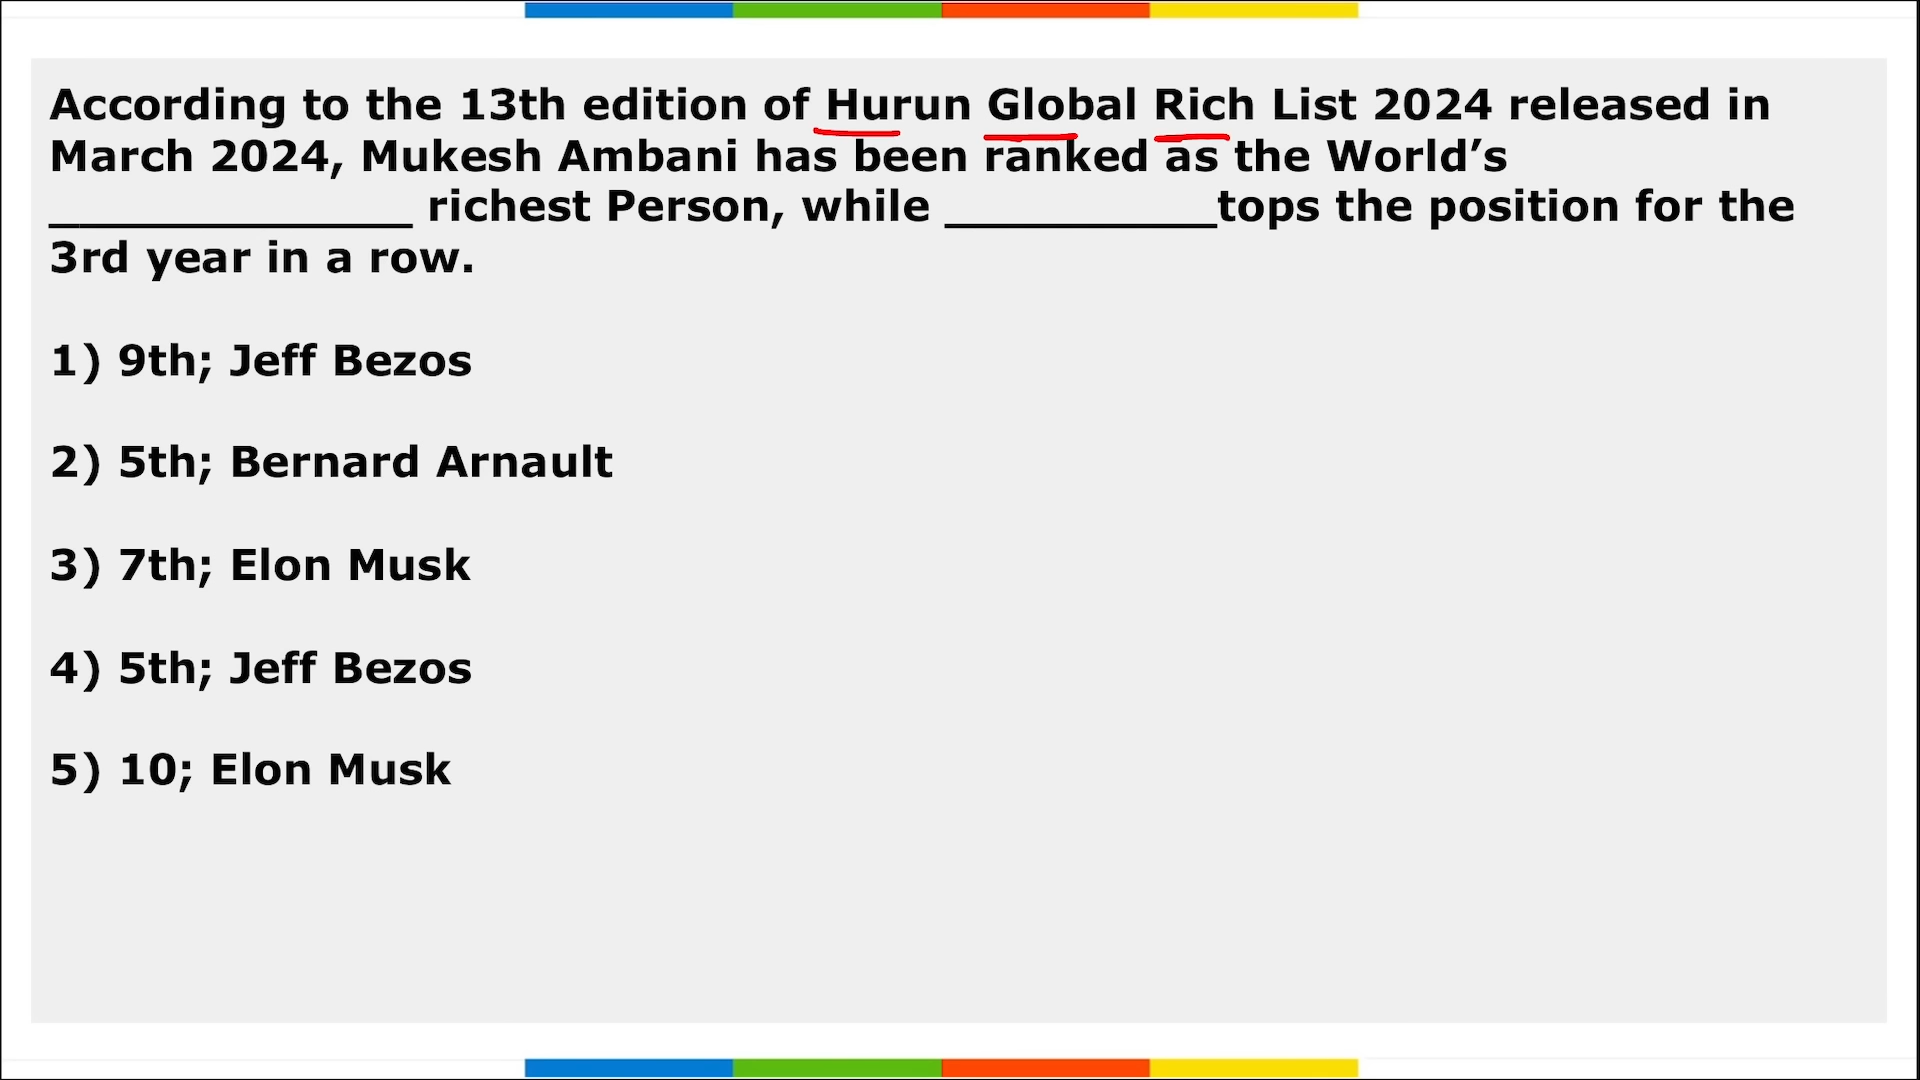 According to the 13th edition of Hurun Global Rich List 2024 released in
March 2024, Mukesh Ambani has been ranked as the World’s
________________ richest Person, while ____________tops the position for the
3rd year in a row.
1) 9th; Jeff Bezos
2) 5th; Bernard Arnault
3) 7th; Elon Musk
4) 5th; Jeff Bezos
5) 10; Elon Musk